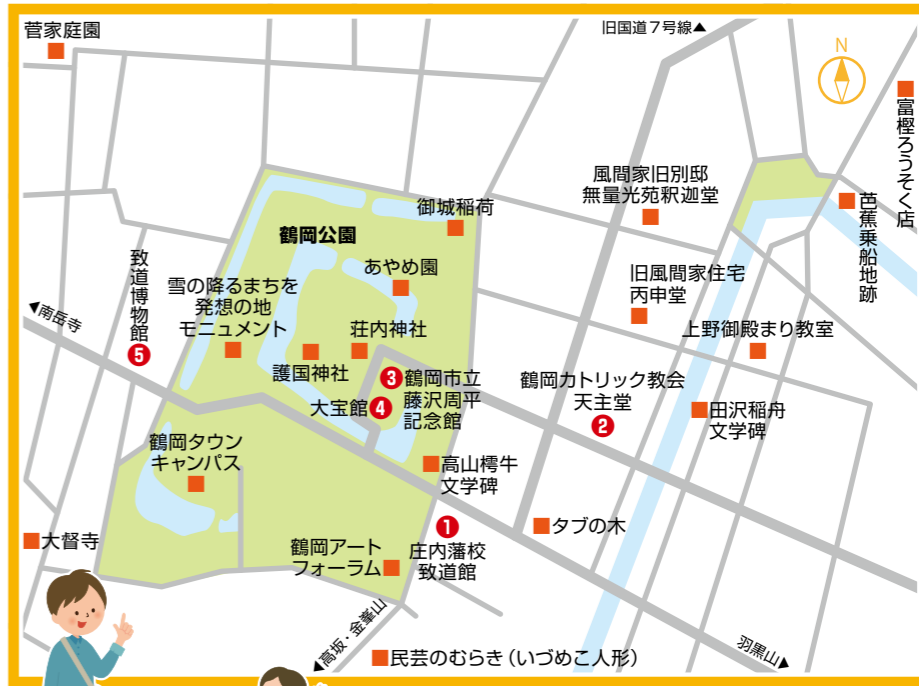 菅家庭園
旧国道7号線▲
N
富樫ろうそく店
風間家旧別邸
無量光苑釈迦堂
芭蕉乗船地跡
御城稲荷
鶴岡公園
あやめ園
旧風間家住宅
丙申堂
致道博物館
5
雪の降るまちを
発想の地
モニュメント
◀南岳寺
荘内神社
護国神社
上野御殿まり教室
3
鶴岡市立
藤沢周平
記念館
大宝館
4
鶴岡カトリック教会
天主堂
2
田沢稲舟
文学碑
鶴岡タウン
キャンパス
高山樗牛
文学碑
1
庄内藩校
致道館
タブの木
大督寺
鶴岡アート
フォーラム
◀高坂・金峯山
民芸のむらき(いづめこ人形)
羽黒山▶